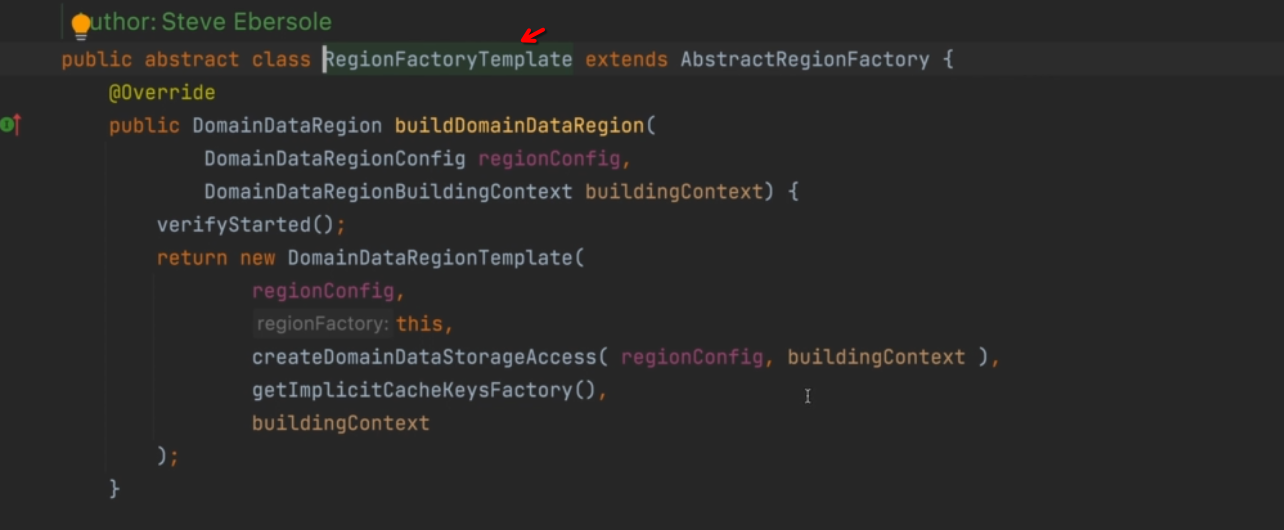 uthor: Steve Ebersole
public abstract class RegionFactoryTemplate extends AbstractRegionFactory {
@Override
public DomainDataRegion buildDomainDataRegion(
DomainDataRegionConfig regionConfig,
DomainDataRegionBuildingContext buildingContext) {
verifyStarted();
return new DomainDataRegionTemplate(
regionConfig,
regionFactory: this,
createDomainDataStorageAccess( regionConfig, buildingContext ),
getImplicitCacheKeysFactory(),
buildingContext
);
}